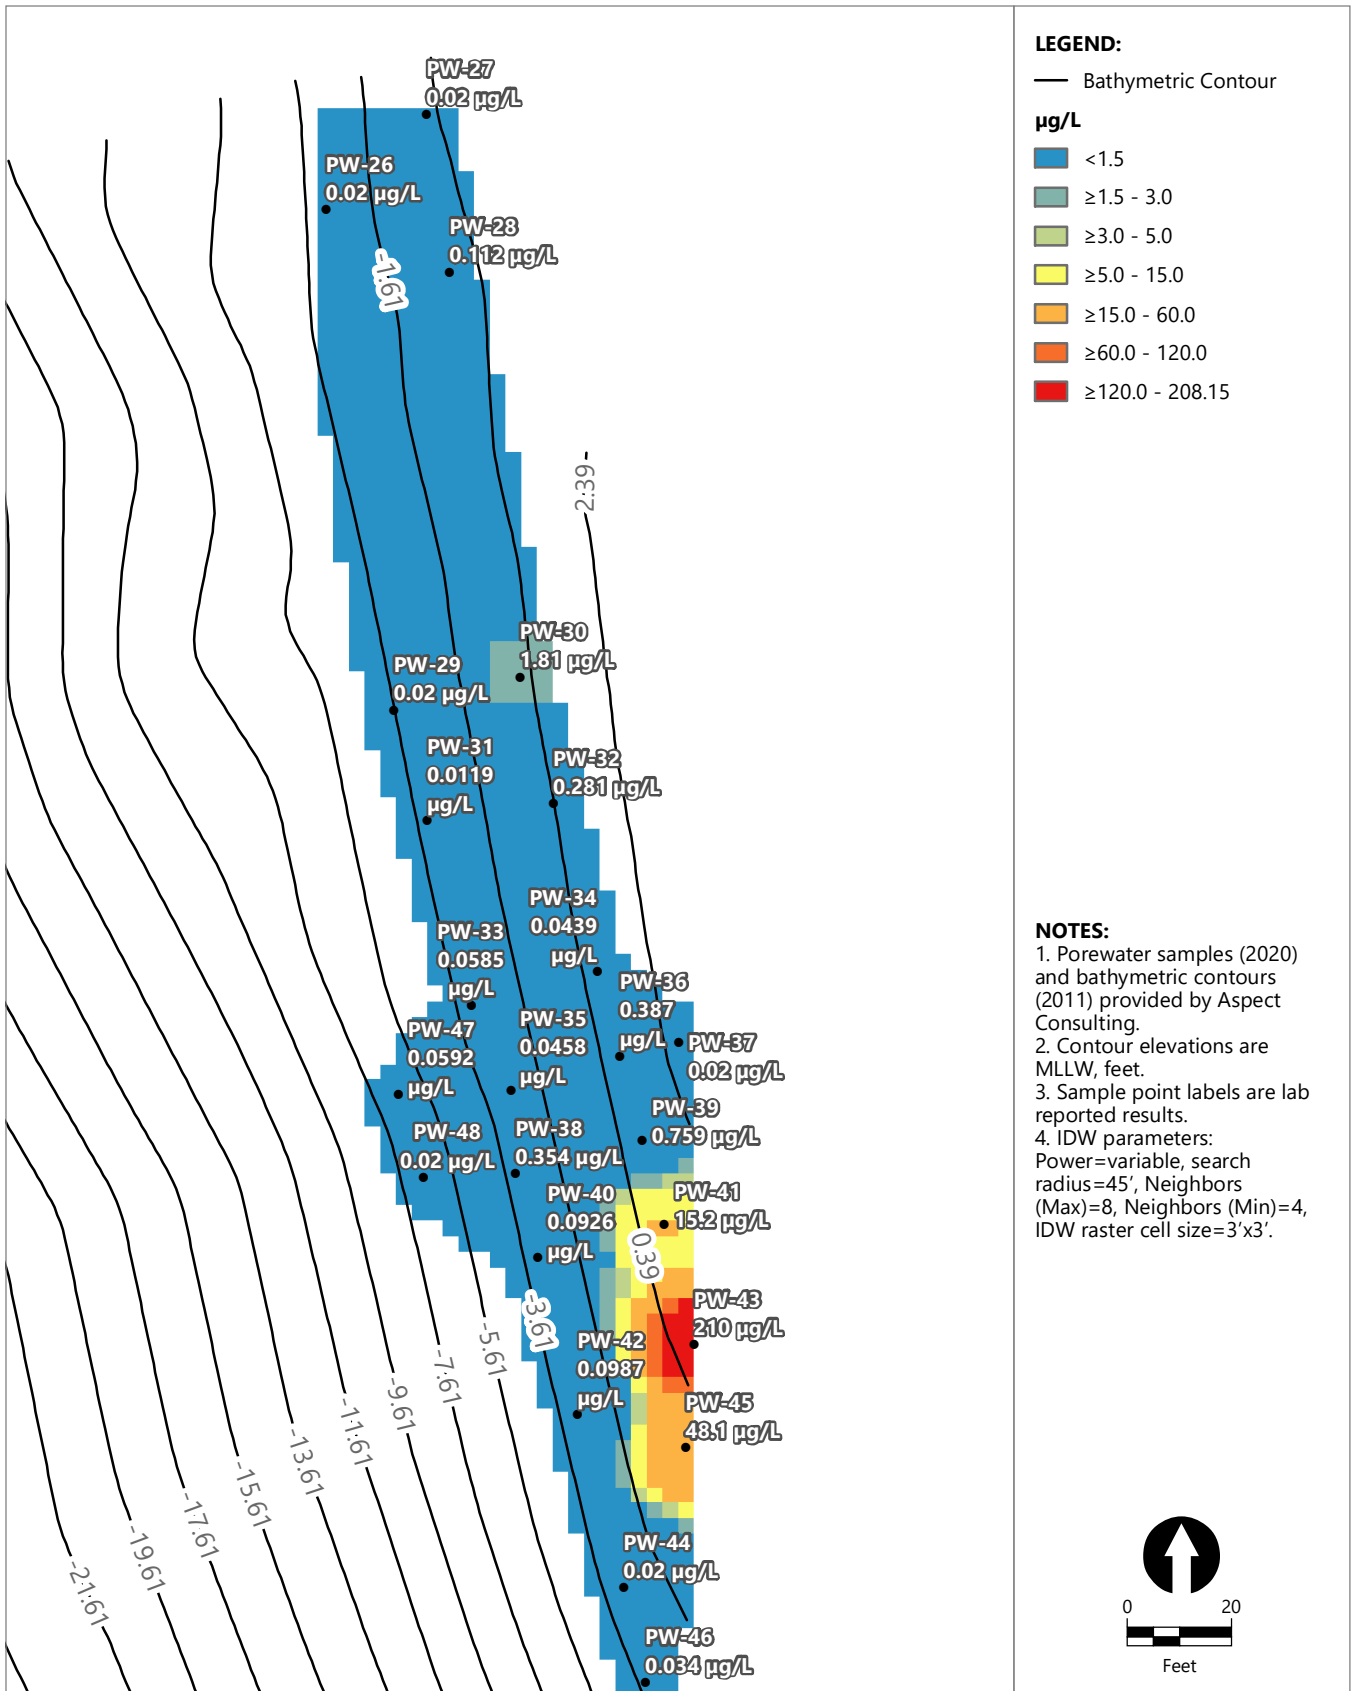 PW-27
0.02 µg/L
PW-26
0.02 µg/L
PW-28
0.112 µg/L
-1.61
2.39
PW-30
1.81 µg/L
PW-29
0.02 µg/L
PW-31
0.0119
µg/L
PW-32
0.281 µg/L
PW-34
0.0439
µg/L
PW-33
0.0585
µg/L
PW-36
0.387
µg/L
PW-35
0.0458
µg/L
PW-47
0.0592
µg/L
PW-37
0.02 µg/L
PW-39
0.759 µg/L
PW-48
0.02 µg/L
PW-38
0.354 µg/L
PW-40
0.0926
µg/L
PW-41
15.2 µg/L
0.39
PW-43
210 µg/L
-3.61
PW-42
0.0987
µg/L
-5.61
-7.61
-9.61
-11.61
-13.61
-15.61
-17.61
-19.61
-21.61
PW-45
48.1 µg/L
PW-44
0.02 µg/L
PW-46
0.034 µg/L
LEGEND:
Bathymetric Contour
µg/L
<1.5
≥1.5 - 3.0
≥3.0 - 5.0
≥5.0 - 15.0
≥15.0 - 60.0
≥60.0 - 120.0
≥120.0 - 208.15
NOTES:
1. Porewater samples (2020)
and bathymetric contours
(2011) provided by Aspect
Consulting.
2. Contour elevations are
MLLW, feet.
3. Sample point labels are lab
reported results.
4. IDW parameters:
Power=variable, search
radius=45’, Neighbors
(Max)=8, Neighbors (Min)=4,
IDW raster cell size=3’x3’.
0 20
Feet